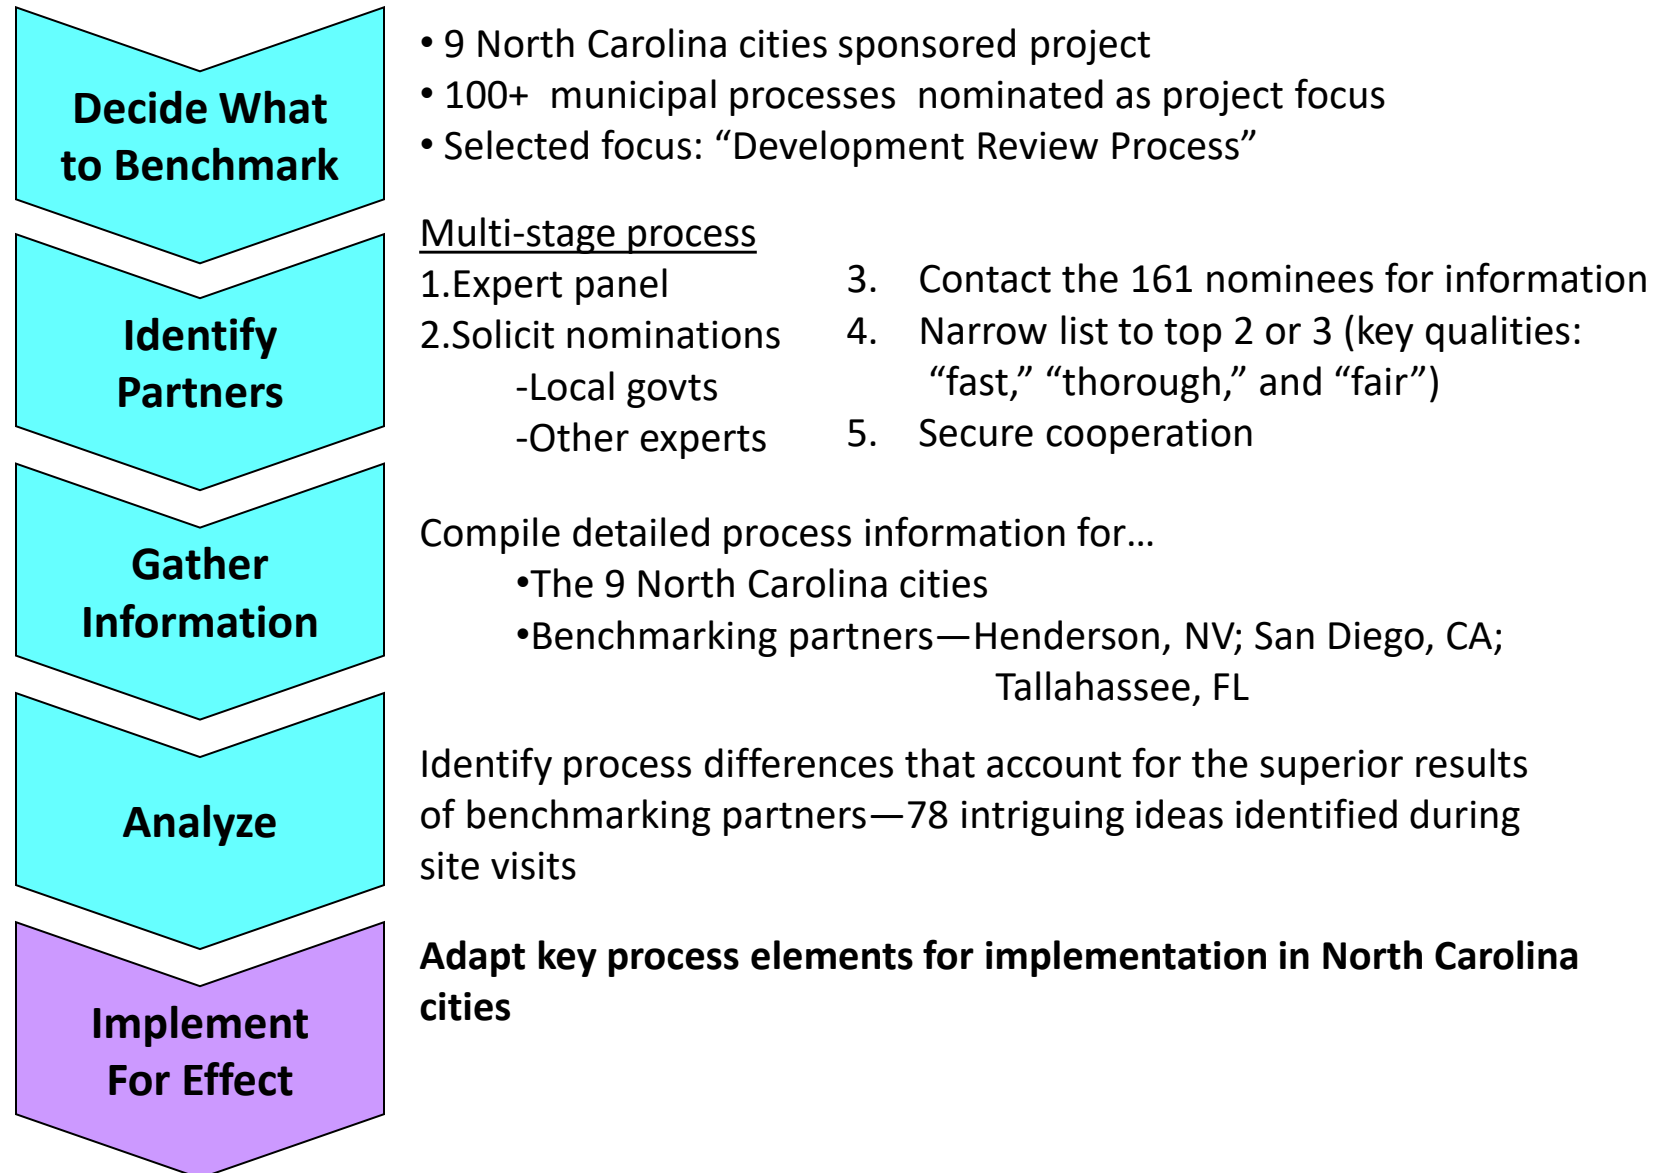 Decide What
to Benchmark
• 9 North Carolina cities sponsored project
• 100+  municipal processes  nominated as project focus
• Selected focus: “Development Review Process”
Identify
Partners
Multi-stage process
1.Expert panel
2.Solicit nominations
-Local govts
-Other experts
3. Contact the 161 nominees for information
4. Narrow list to top 2 or 3 (key qualities:
“fast,” “thorough,” and “fair”)
5. Secure cooperation
Gather
Information
Compile detailed process information for…
•The 9 North Carolina cities
•Benchmarking partners—Henderson, NV; San Diego, CA;
Tallahassee, FL
Analyze
Identify process differences that account for the superior results
of benchmarking partners—78 intriguing ideas identified during
site visits
Implement
For Effect
Adapt key process elements for implementation in North Carolina
cities